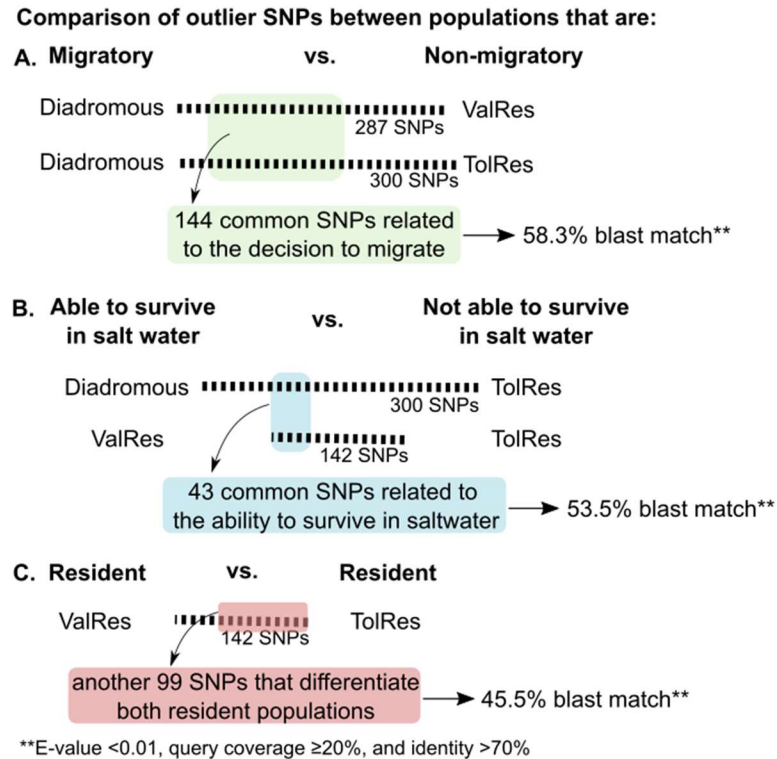 Comparison of outlier SNPs between populations that are:
A. Migratory vs. Non-migratory
Diadromous ValRes
287 SNPs
Diadromous TolRes
300 SNPs
144 common SNPs related
to the decision to migrate
58.3% blast match**
B. Able to survive
in salt water
vs.
Not able to survive
in salt water
Diadromous TolRes
300 SNPs
ValRes TolRes
142 SNPs
43 common SNPs related to
the ability to survive in saltwater
53.5% blast match**
C. Resident vs. Resident
ValRes TolRes
142 SNPs
another 99 SNPs that differentiate
both resident populations
45.5% blast match**
**E-value <0.01, query coverage ≥20%, and identity >70%